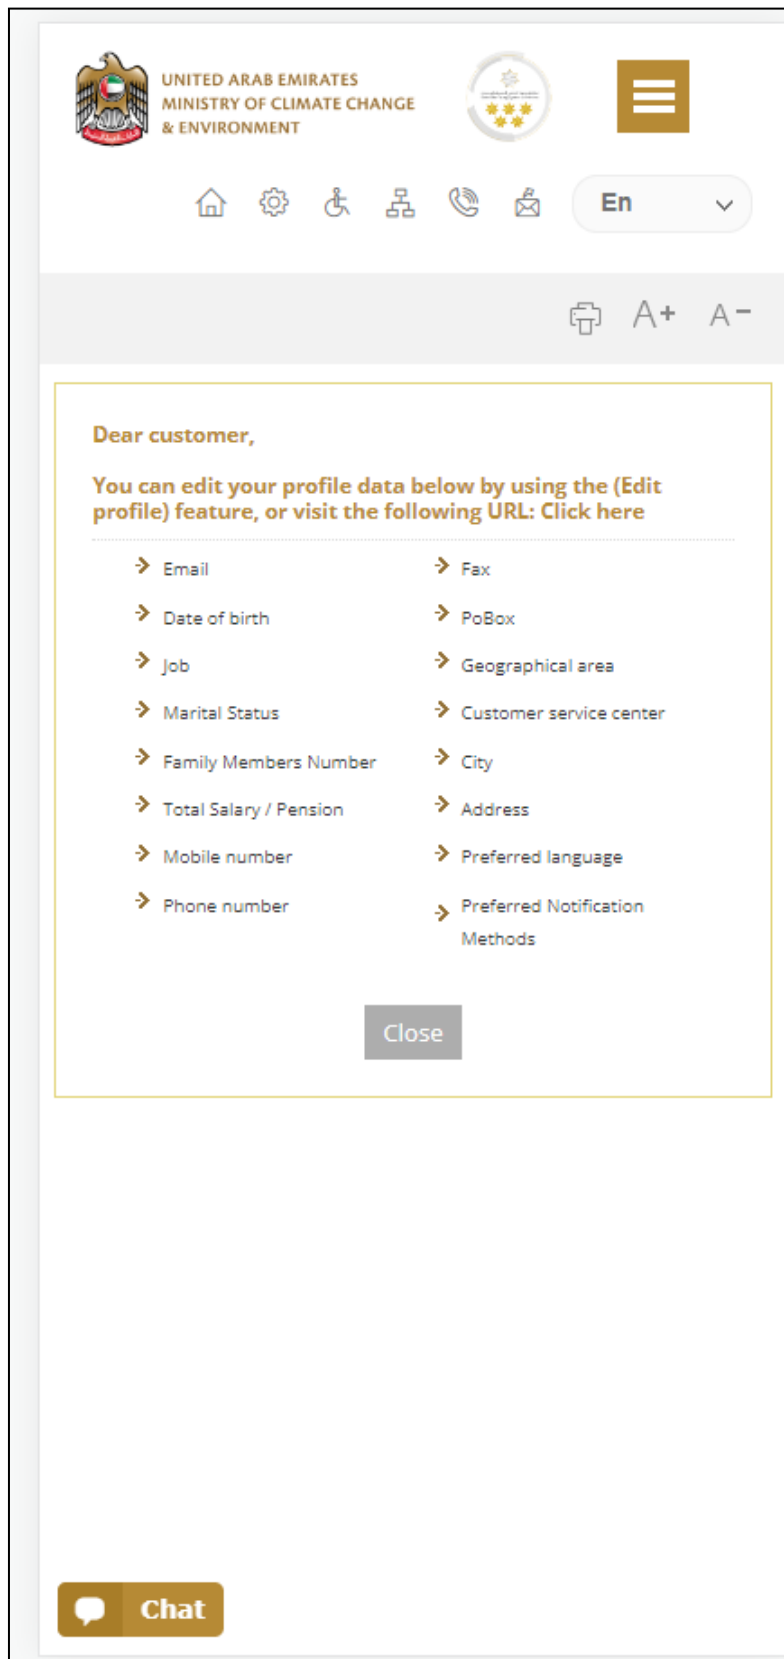 UNITED ARAB EMIRATES
MINISTRY OF CLIMATE CHANGE
& ENVIRONMENT
En
A+ A-
Dear customer,
You can edit your profile data below by using the (Edit
profile) feature, or visit the following URL: Click here
Email
Date of birth
Job
Marital Status
Family Members Number
Total Salary / Pension
Mobile number
Phone number
Fax
PoBox
Geographical area
Customer service center
City
Address
Preferred language
Preferred Notification
Methods
Close
Chat